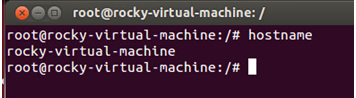 root@rocky-virtual-machine: /
root@rocky-virtual-machine:/# hostname
rocky-virtual-machine
root@rocky-virtual-machine:/#